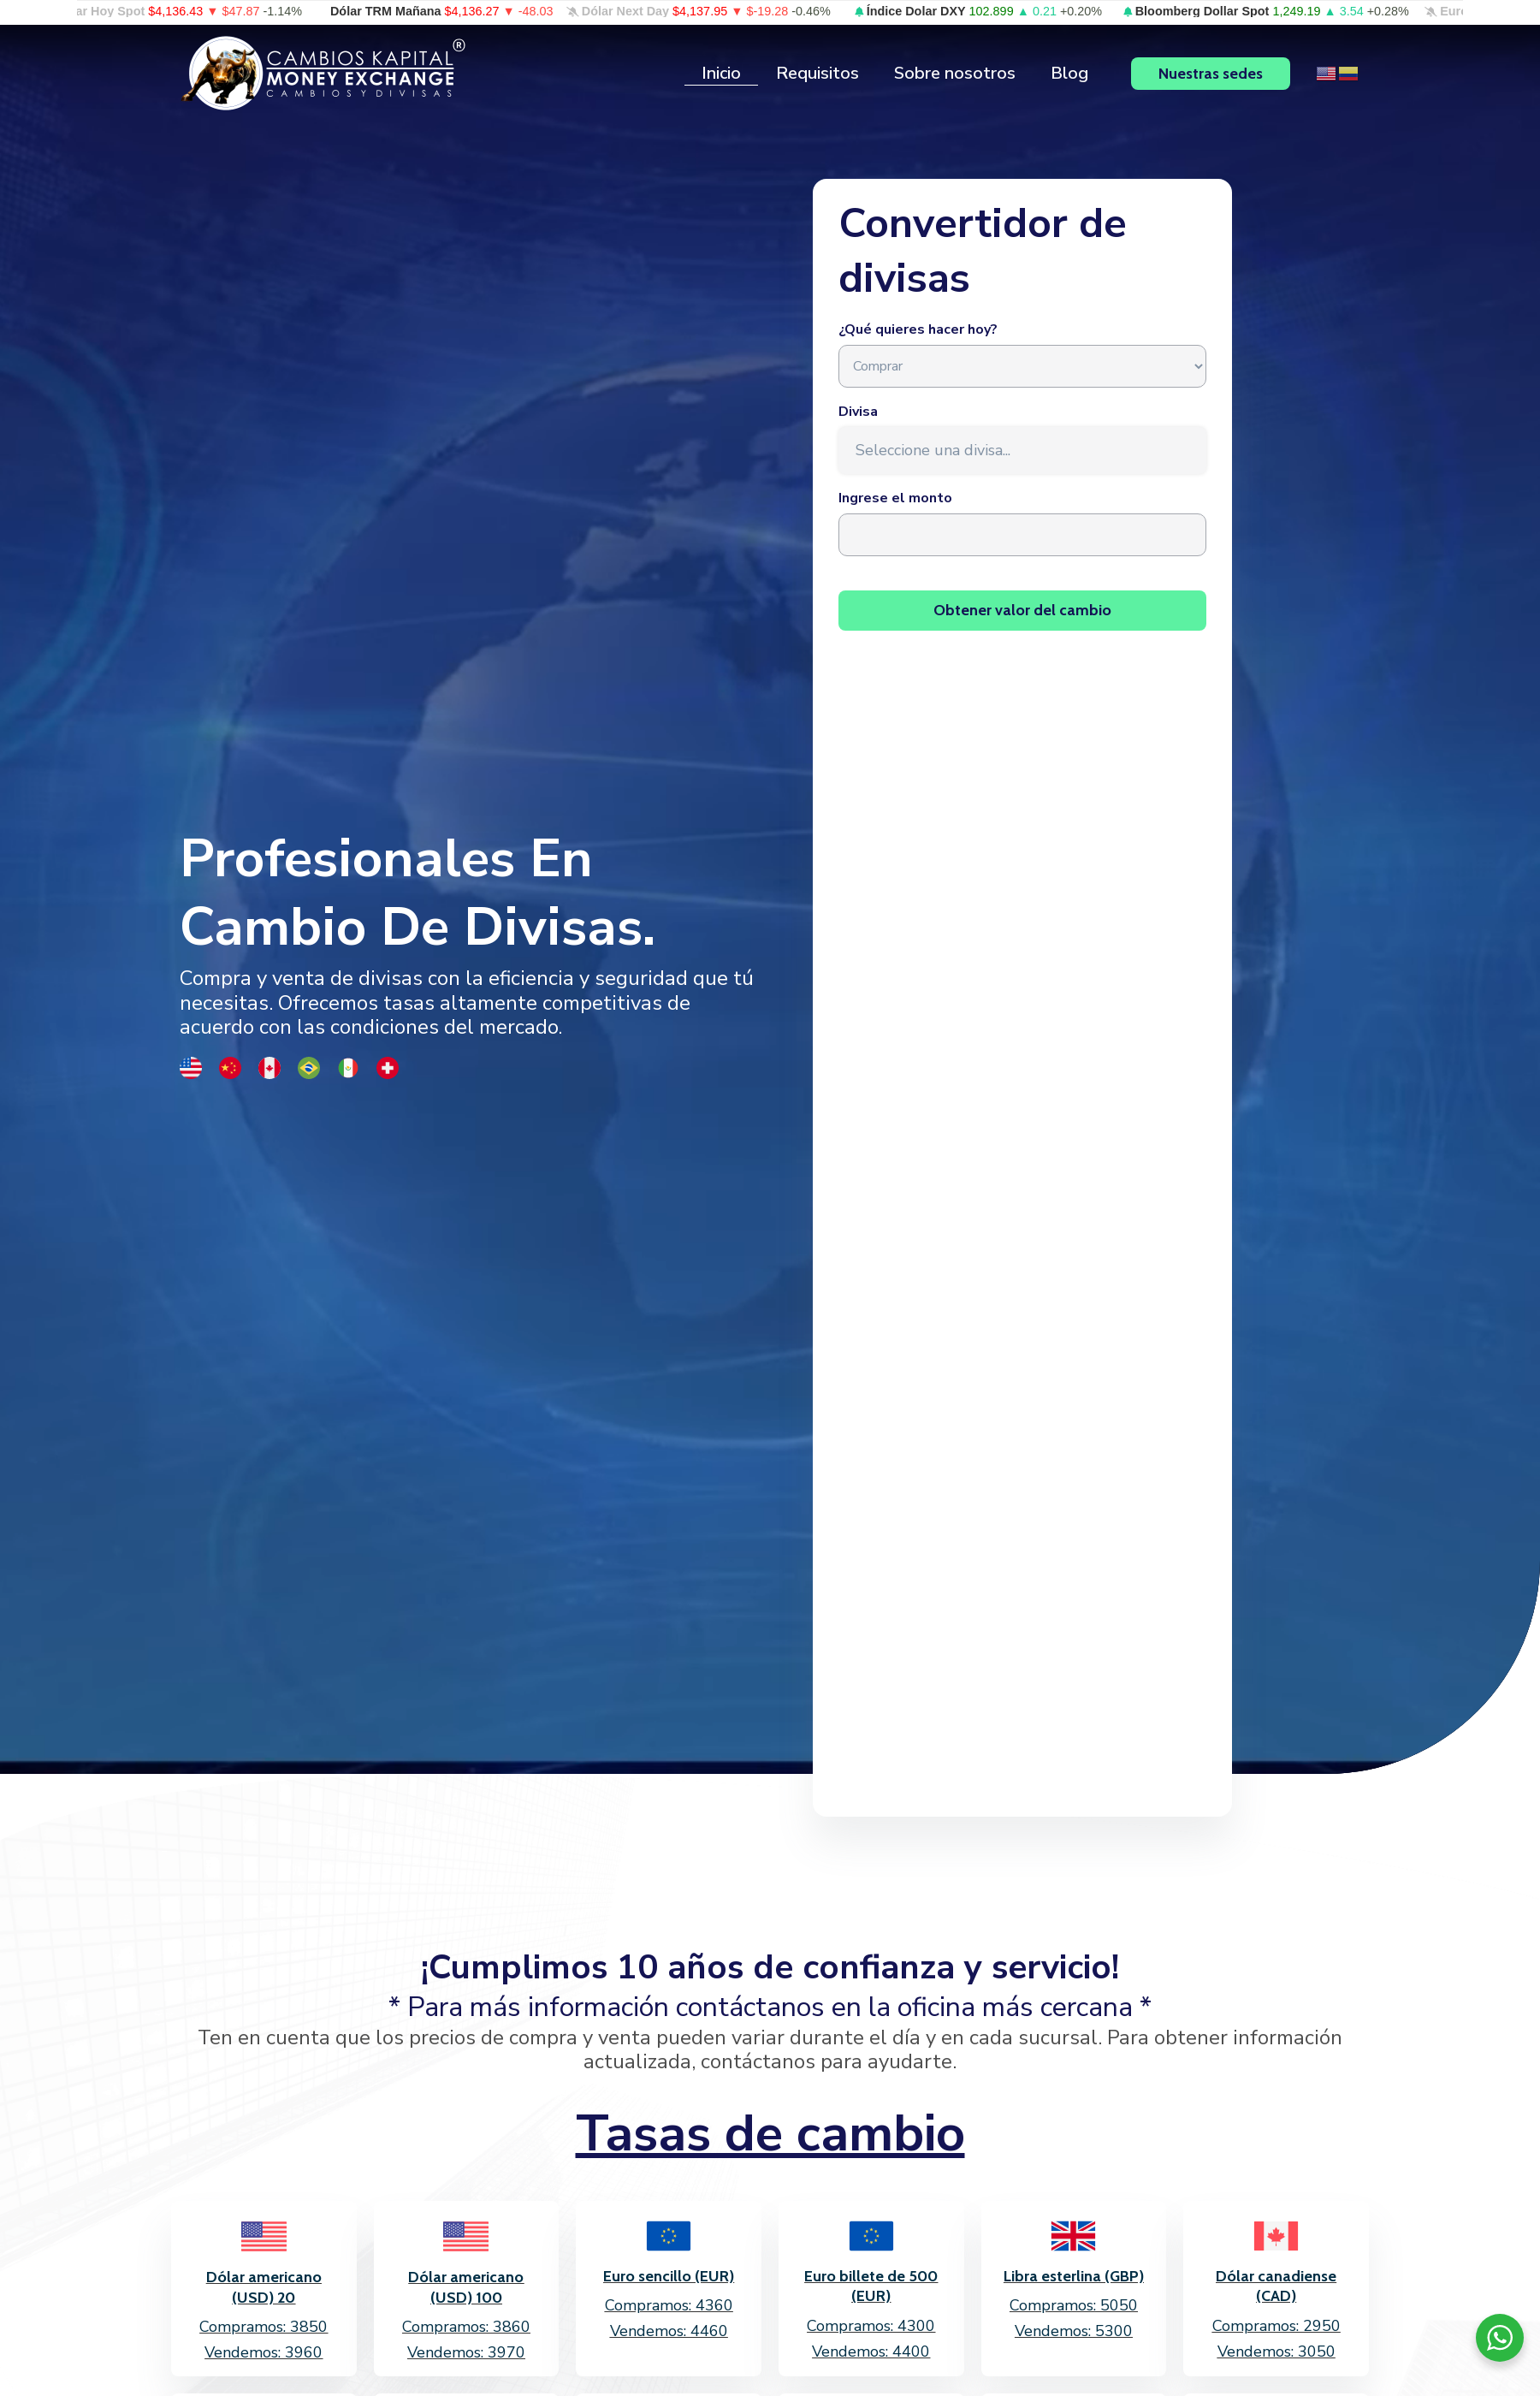 ar Hoy Spot $4,136.43 ▼ $47.87 -1.14% Dólar TRM Mañana $4,136.27 ▼ -48.03 Dólar Next Day $4,137.95 ▼ $-19.28 -0.46% Índice Dolar DXY 102.899 ▲ 0.21 +0.20% Bloomberg Dollar Spot 1,249.19 ▲ 3.54 +0.28% Euro
CAMBIOS KAPITAL®
MONEY EXCHANGE
CAMBIOS Y DIVISAS
Inicio Requisitos Sobre nosotros Blog Nuestras sedes
Convertidor de
divisas
¿Qué quieres hacer hoy?
Comprar
Divisa
Seleccione una divisa...
Ingrese el monto
Obtener valor del cambio
Profesionales En
Cambio De Divisas.
Compra y venta de divisas con la eficiencia y seguridad que tú
necesitas. Ofrecemos tasas altamente competitivas de
acuerdo con las condiciones del mercado.
¡Cumplimos 10 años de confianza y servicio!
* Para más información contáctanos en la oficina más cercana *
Ten en cuenta que los precios de compra y venta pueden variar durante el día y en cada sucursal. Para obtener información
actualizada, contáctanos para ayudarte.
Tasas de cambio
Dólar americano
(USD) 20
Compramos: 3850
Vendemos: 3960
Dólar americano
(USD) 100
Compramos: 3860
Vendemos: 3970
Euro sencillo (EUR)
Compramos: 4360
Vendemos: 4460
Euro billete de 500
(EUR)
Compramos: 4300
Vendemos: 4400
Libra esterlina (GBP)
Compramos: 5050
Vendemos: 5300
Dólar canadiense
(CAD)
Compramos: 2950
Vendemos: 3050